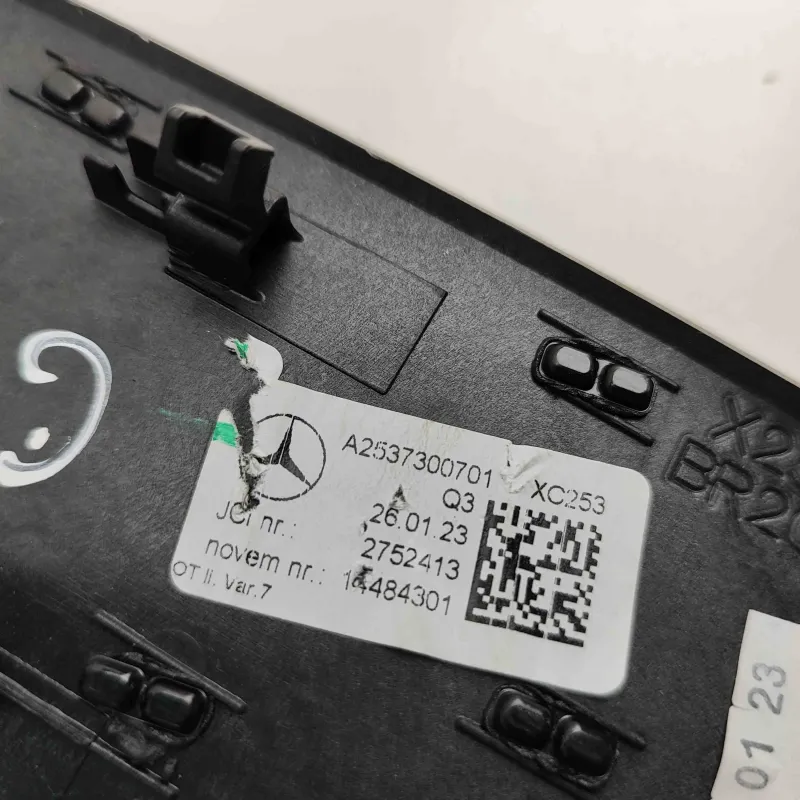 A2537300701 XC253
Q3
26.01.23
JCI nr.: 2752413
novem nr.: 14484301
OT li. Var.7
01 23